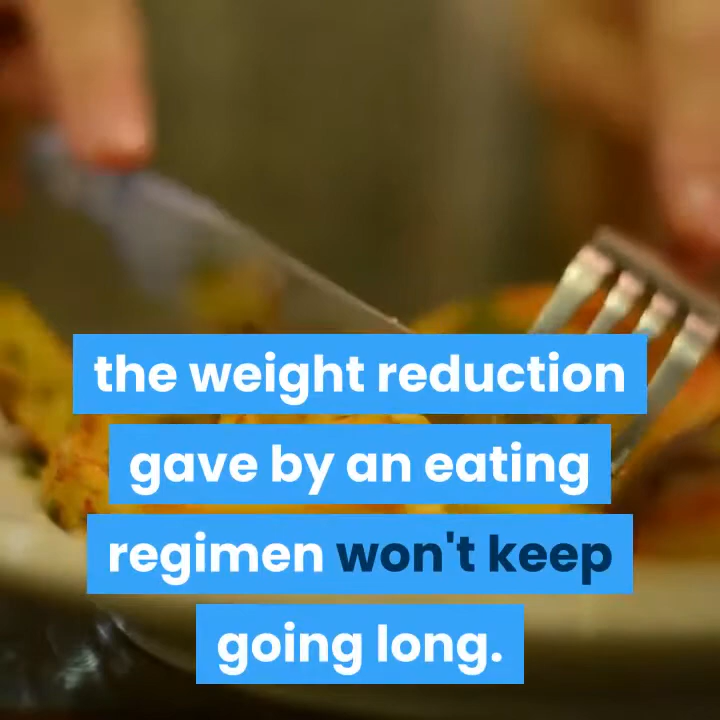 the weight reduction
gave by an eating
regimen won't keep
going long.